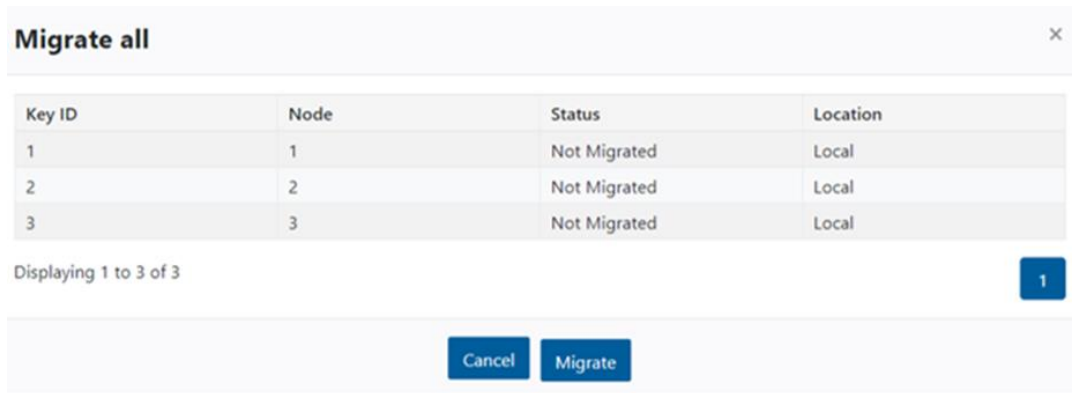 Migrate all ×
Key ID Node Status Location
1 1 Not Migrated Local
2 2 Not Migrated Local
3 3 Not Migrated Local
Displaying 1 to 3 of 3 1
Cancel Migrate